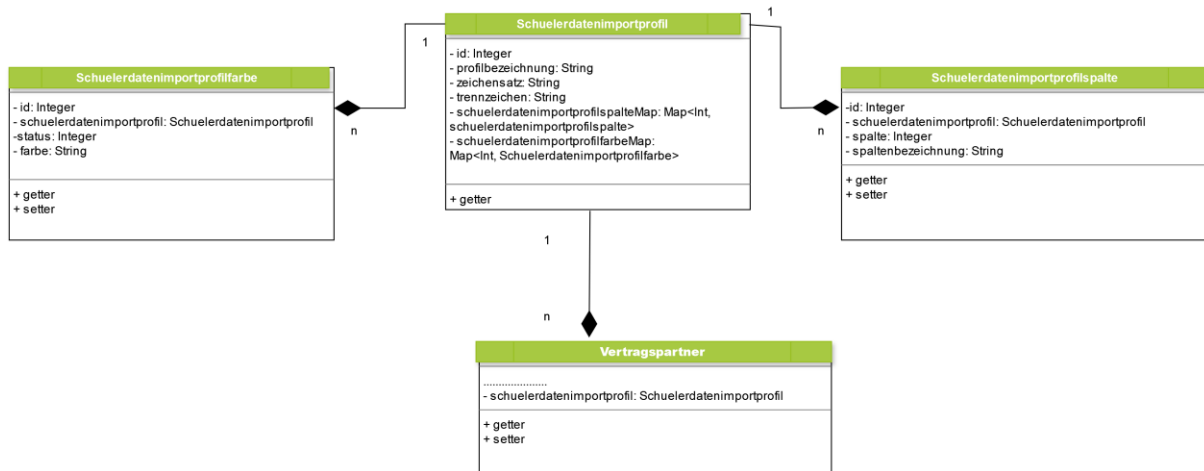 Schuelerdatenimportprofilfarbe
- id: Integer
- schuelerdatenimportprofil: Schuelerdatenimportprofil
-status: Integer
- farbe: String
+ getter
+ setter
n
1
Schuelerdatenimportprofil
- id: Integer
- profilbezeichnung: String
- zeichensatz: String
- trennzeichen: String
- schuelerdatenimportprofilspalteMap: Map<Int,
schuelerdatenimportprofilspalte>
- schuelerdatenimportprofilfarbeMap:
Map<Int, Schuelerdatenimportprofilfarbe>
+ getter
1
n
Schuelerdatenimportprofilspalte
-id: Integer
- schuelerdatenimportprofil: Schuelerdatenimportprofil
- spalte: Integer
- spaltenbezeichnung: String
+ getter
+ setter
1
n
Vertragspartner
.....................
- schuelerdatenimportprofil: Schuelerdatenimportprofil
+ getter
+ setter